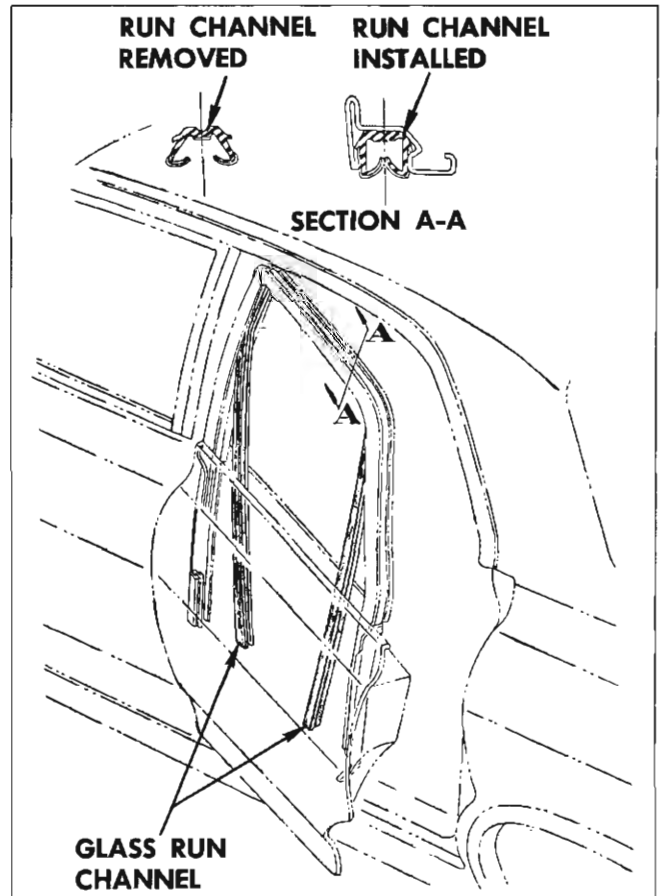 RUN CHANNEL
REMOVED
RUN CHANNEL
INSTALLED
SECTION A-A
A
A
GLASS RUN
CHANNEL